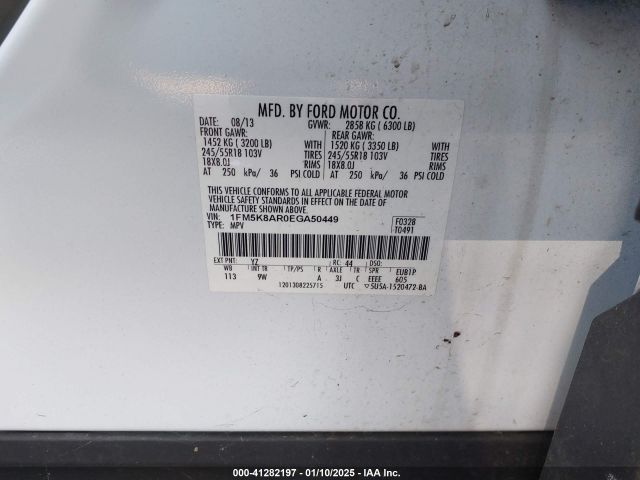 MFD. BY FORD MOTOR CO.
DATE: 08/13 GVWR: 2858 KG ( 6300 LB)
FRONT GAWR: REAR GAWR:
1452 KG ( 3200 LB) WITH 1520 KG ( 3350 LB) WITH
245/55R18 103V TIRES 245/55R18 103V TIRES
18X8.0J RIMS 18X8.0J RIMS
AT 250 kPa/ 36 PSI COLD AT 250 kPa/ 36 PSI COLD
THIS VEHICLE CONFORMS TO ALL APPLICABLE FEDERAL MOTOR
VEHICLE SAFETY STANDARDS IN EFFECT ON THE DATE OF
MANUFACTURE SHOWN ABOVE.
VIN: 1FM5K8AR0EGA50449 F0328
TYPE: MPV T0491
EXT PNT: YZ RC: 44 DSO:
WB INT TR TP/PS R AXLE TR SPR EUB1P
113 9W A 3J C EEEE 605
1201308225715 UTC ▽5U5A-1520472-BA
000-41282197 - 01/10/2025 - IAA Inc.